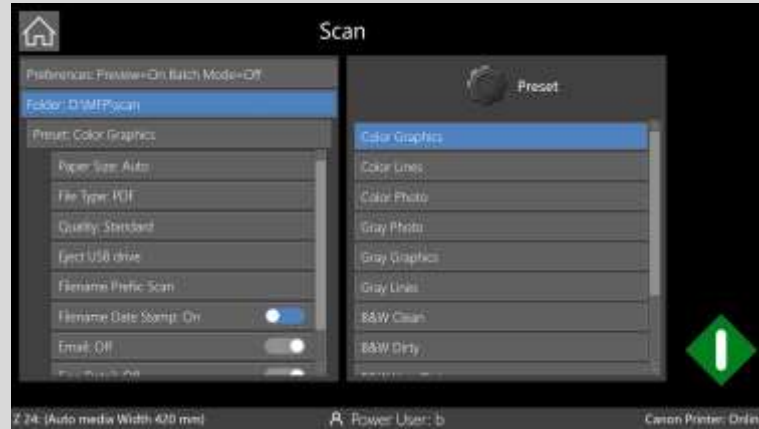 Scan
Preferences: Preview=On Batch Mode=Off
Folder: D:\MFP\scan
Preset: Color Graphics
Paper Size: Auto
File Type: PDF
Quality: Standard
Eject USB drive
Filename Prefix: Scan
Filename Date Stamp: On
Email: Off
Preset
Color Graphics
Color Lines
Color Photo
Gray Photo
Gray Graphics
Gray Lines
B&W Clean
B&W Dirty
Z 24: (Auto media Width 420 mm)
Power User: b
Canon Printer: Onlin